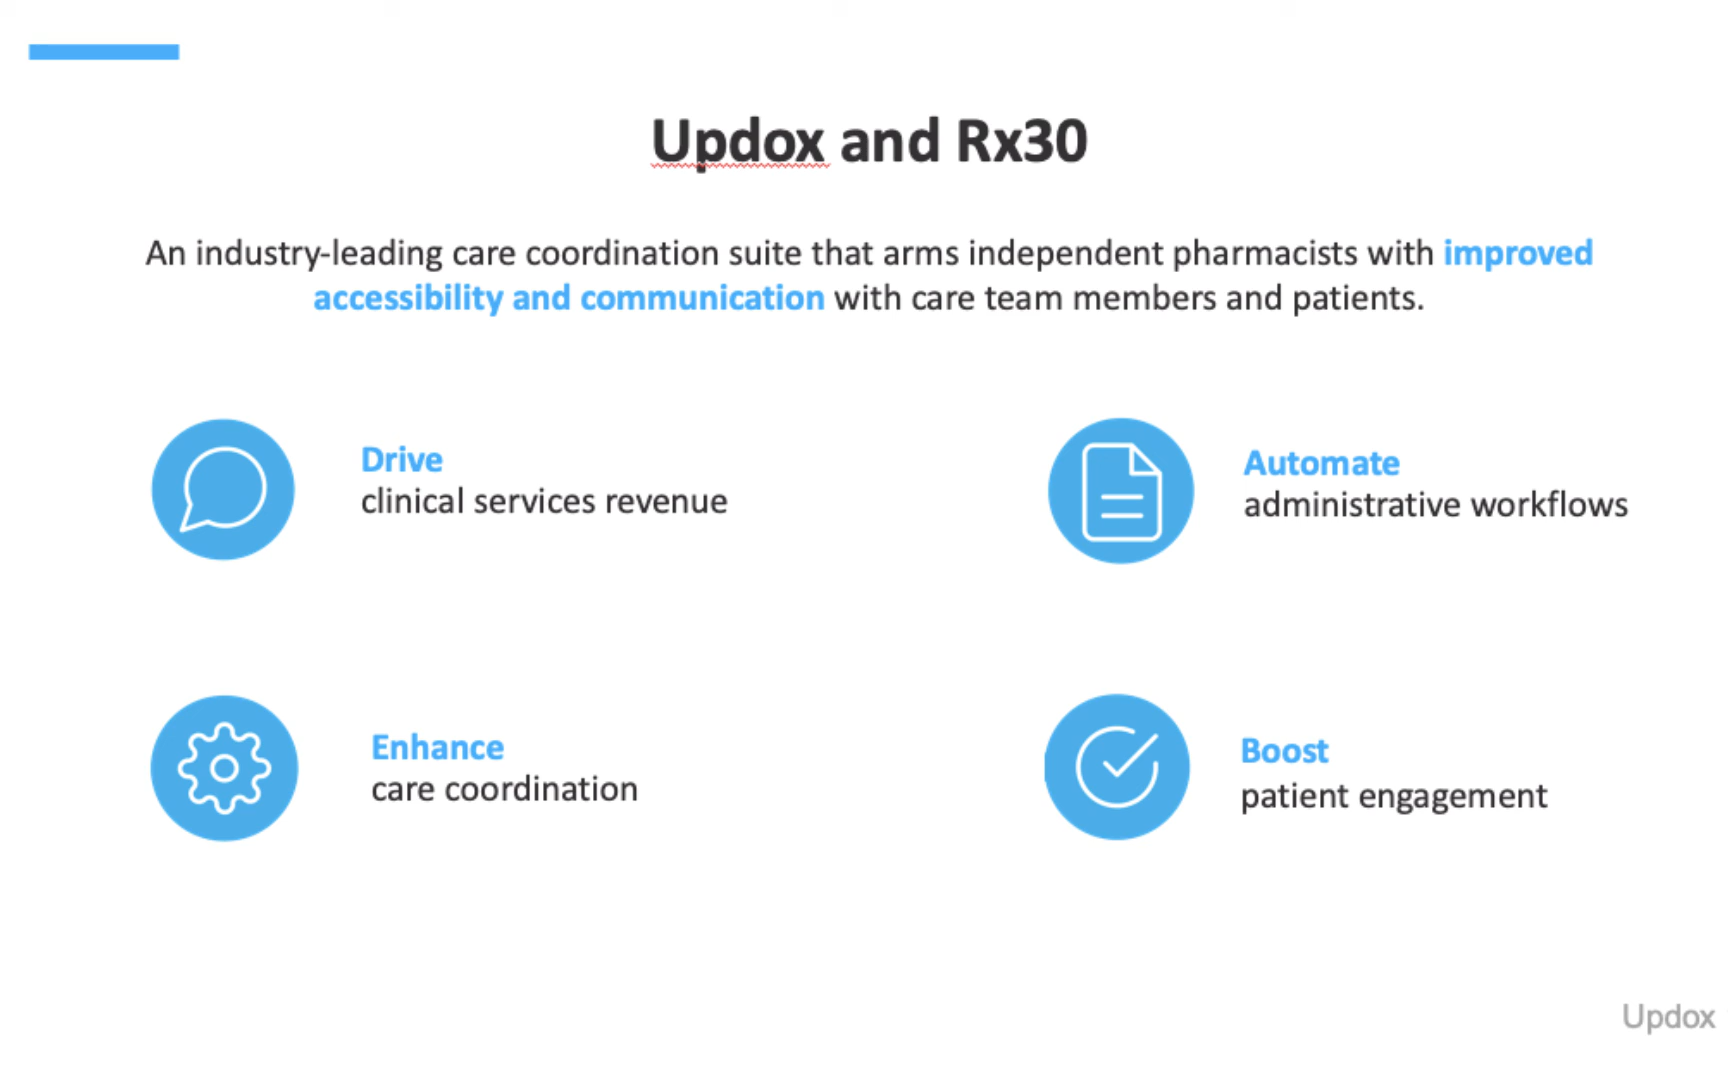 Updox and Rx30
An industry-leading care coordination suite that arms independent pharmacists with improved
accessibility and communication with care team members and patients.
Drive
clinical services revenue
Automate
administrative workflows
Enhance
care coordination
Boost
patient engagement
Updox